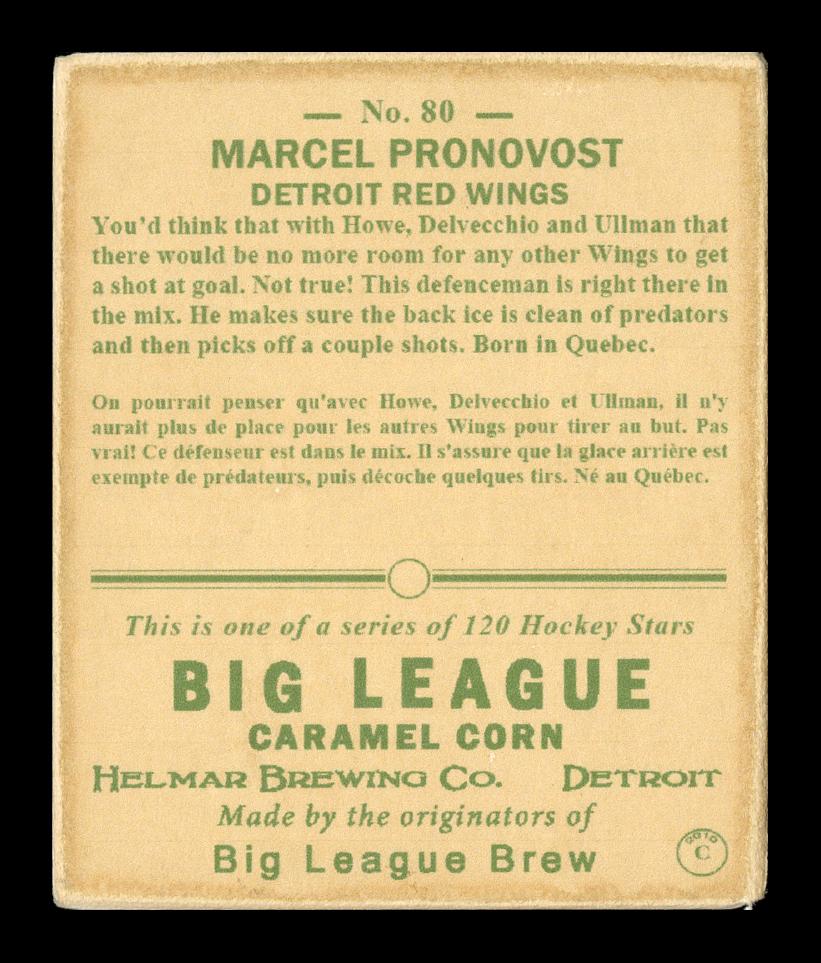 — No. 80 —
MARCEL PRONOVOST
DETROIT RED WINGS
You'd think that with Howe, Delvecchio and Ullman that
there would be no more room for any other Wings to get
a shot at goal. Not true! This defenceman is right there in
the mix. He makes sure the back ice is clean of predators
and then picks off a couple shots. Born in Quebec.
On pourrait penser qu'avec Howe, Delvecchio et Ullman, il n'y
aurait plus de place pour les autres Wings pour tirer au but. Pas
vrai! Ce défenseur est dans le mix. Il s'assure que la glace arrière est
exempte de prédateurs, puis décoche quelques tirs. Né au Québec.
This is one of a series of 120 Hockey Stars
BIG LEAGUE
CARAMEL CORN
HELMAR BREWING CO. DETROIT
Made by the originators of
Big League Brew
C